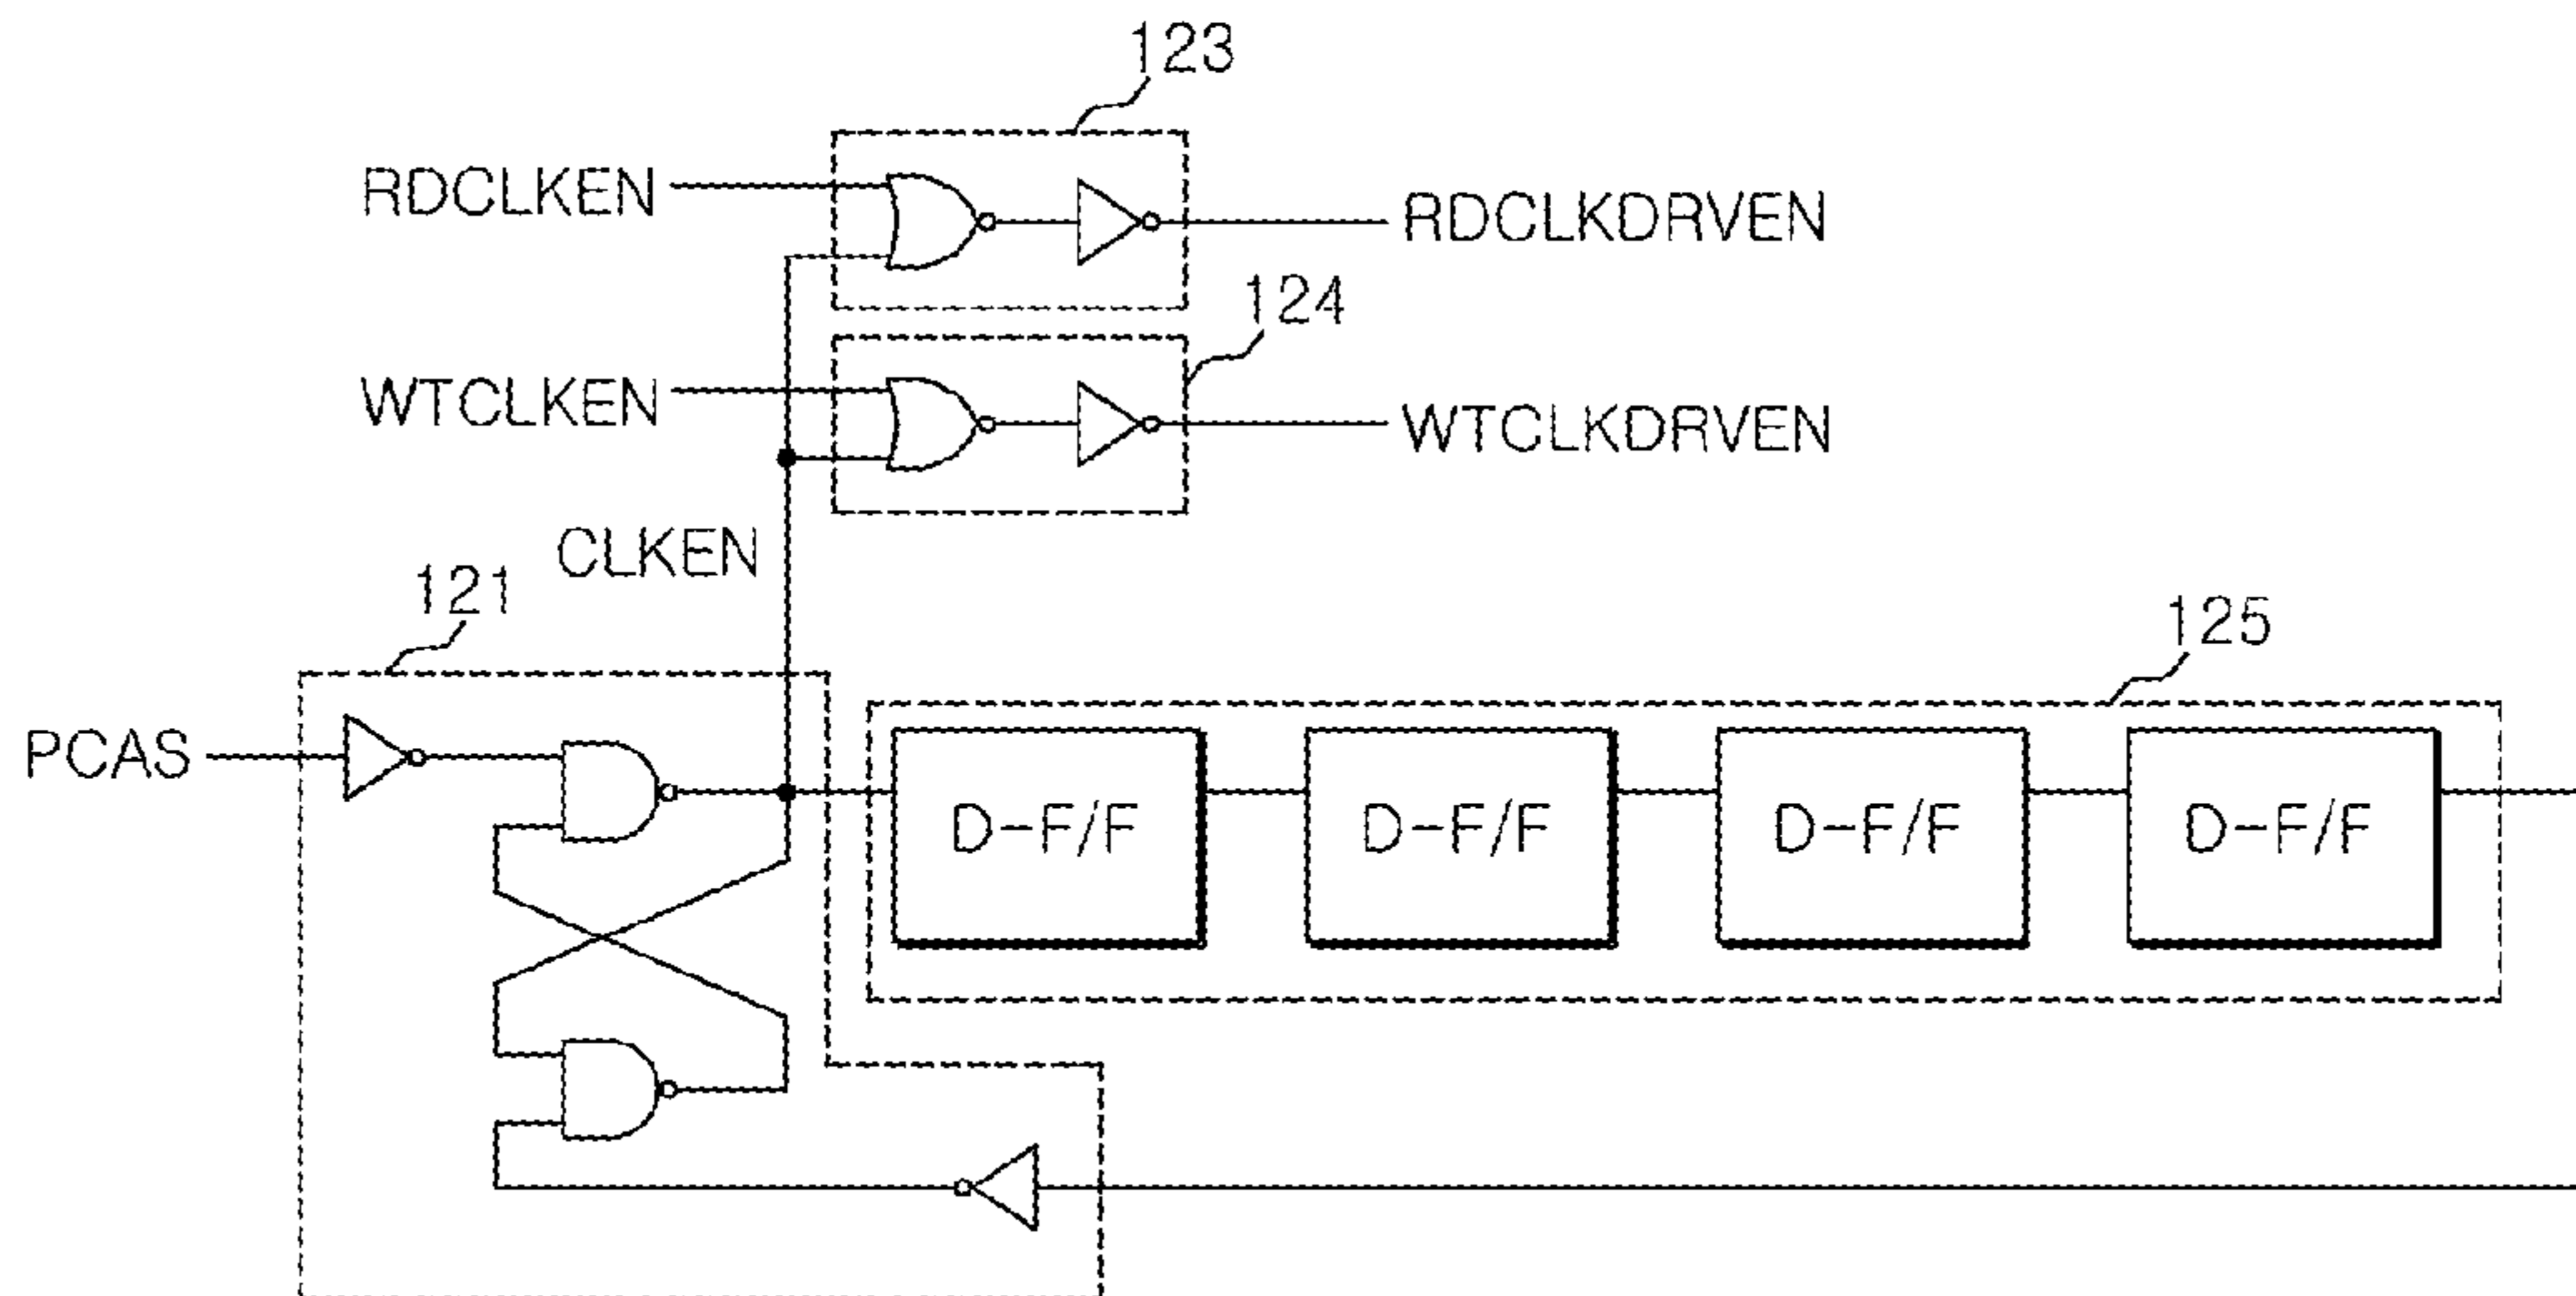 123
RDCLKEN
RDCLKDRVEN
124
WTCLKEN
WTCLKDRVEN
CLKEN
121
125
PCAS
D-F/F
D-F/F
D-F/F
D-F/F